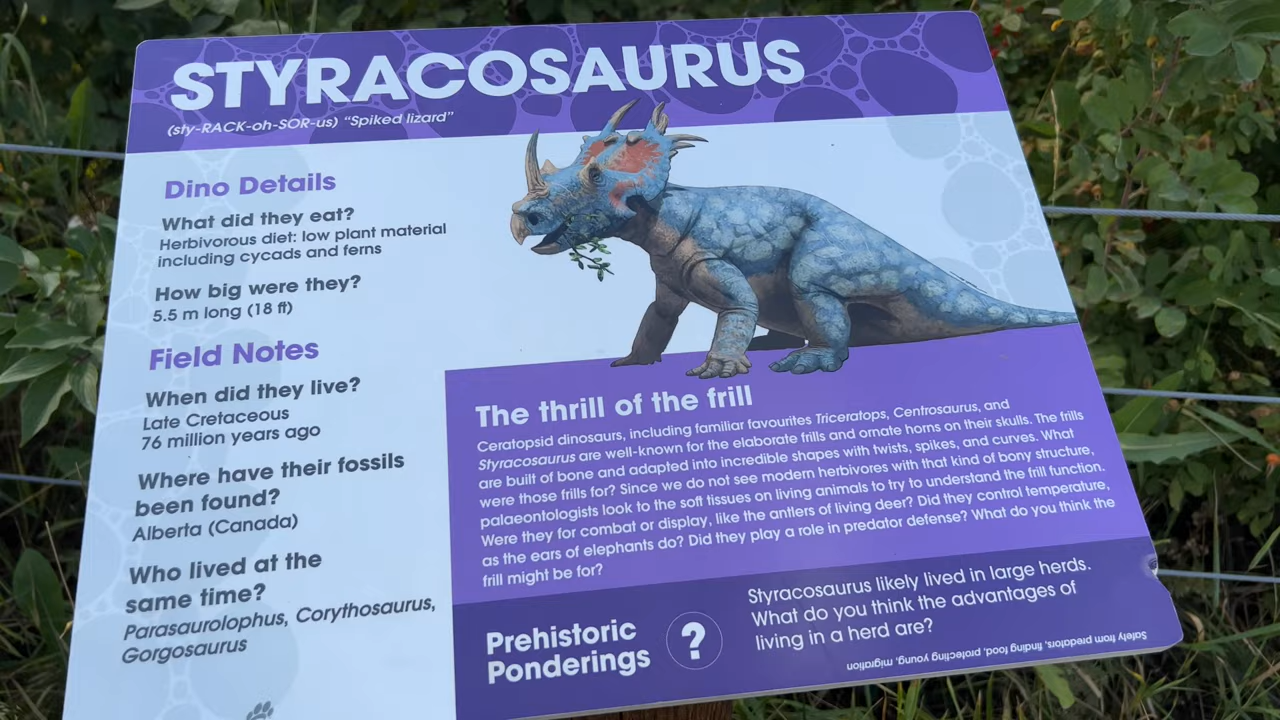 STYRACOSAURUS
(sty-RACK-oh-SOR-us) “Spiked lizard”
Dino Details
What did they eat?
Herbivorous diet: low plant material
including cycads and ferns
How big were they?
5.5 m long (18 ft)
Field Notes
When did they live?
Late Cretaceous
76 million years ago
Where have their fossils
been found?
Alberta (Canada)
Who lived at the
same time?
Parasaurolophus, Corythosaurus,
Gorgosaurus
The thrill of the frill
Ceratopsid dinosaurs, including familiar favourites Triceratops, Centrosaurus, and
Styracosaurus are well-known for the elaborate frills and ornate horns on their skulls. The frills
are built of bone and adapted into incredible shapes with twists, spikes, and curves. What
were those frills for? Since we do not see modern herbivores with that kind of bony structure,
palaeontologists look to the soft tissues on living animals to try to understand the frill function.
Were they for combat or display, like the antlers of living deer? Did they control temperature,
as the ears of elephants do? Did they play a role in predator defense? What do you think the
frill might be for?
Prehistoric
Ponderings
?
Styracosaurus likely lived in large herds.
What do you think the advantages of
living in a herd are?
Safety from predators, finding food, protecting young, migration